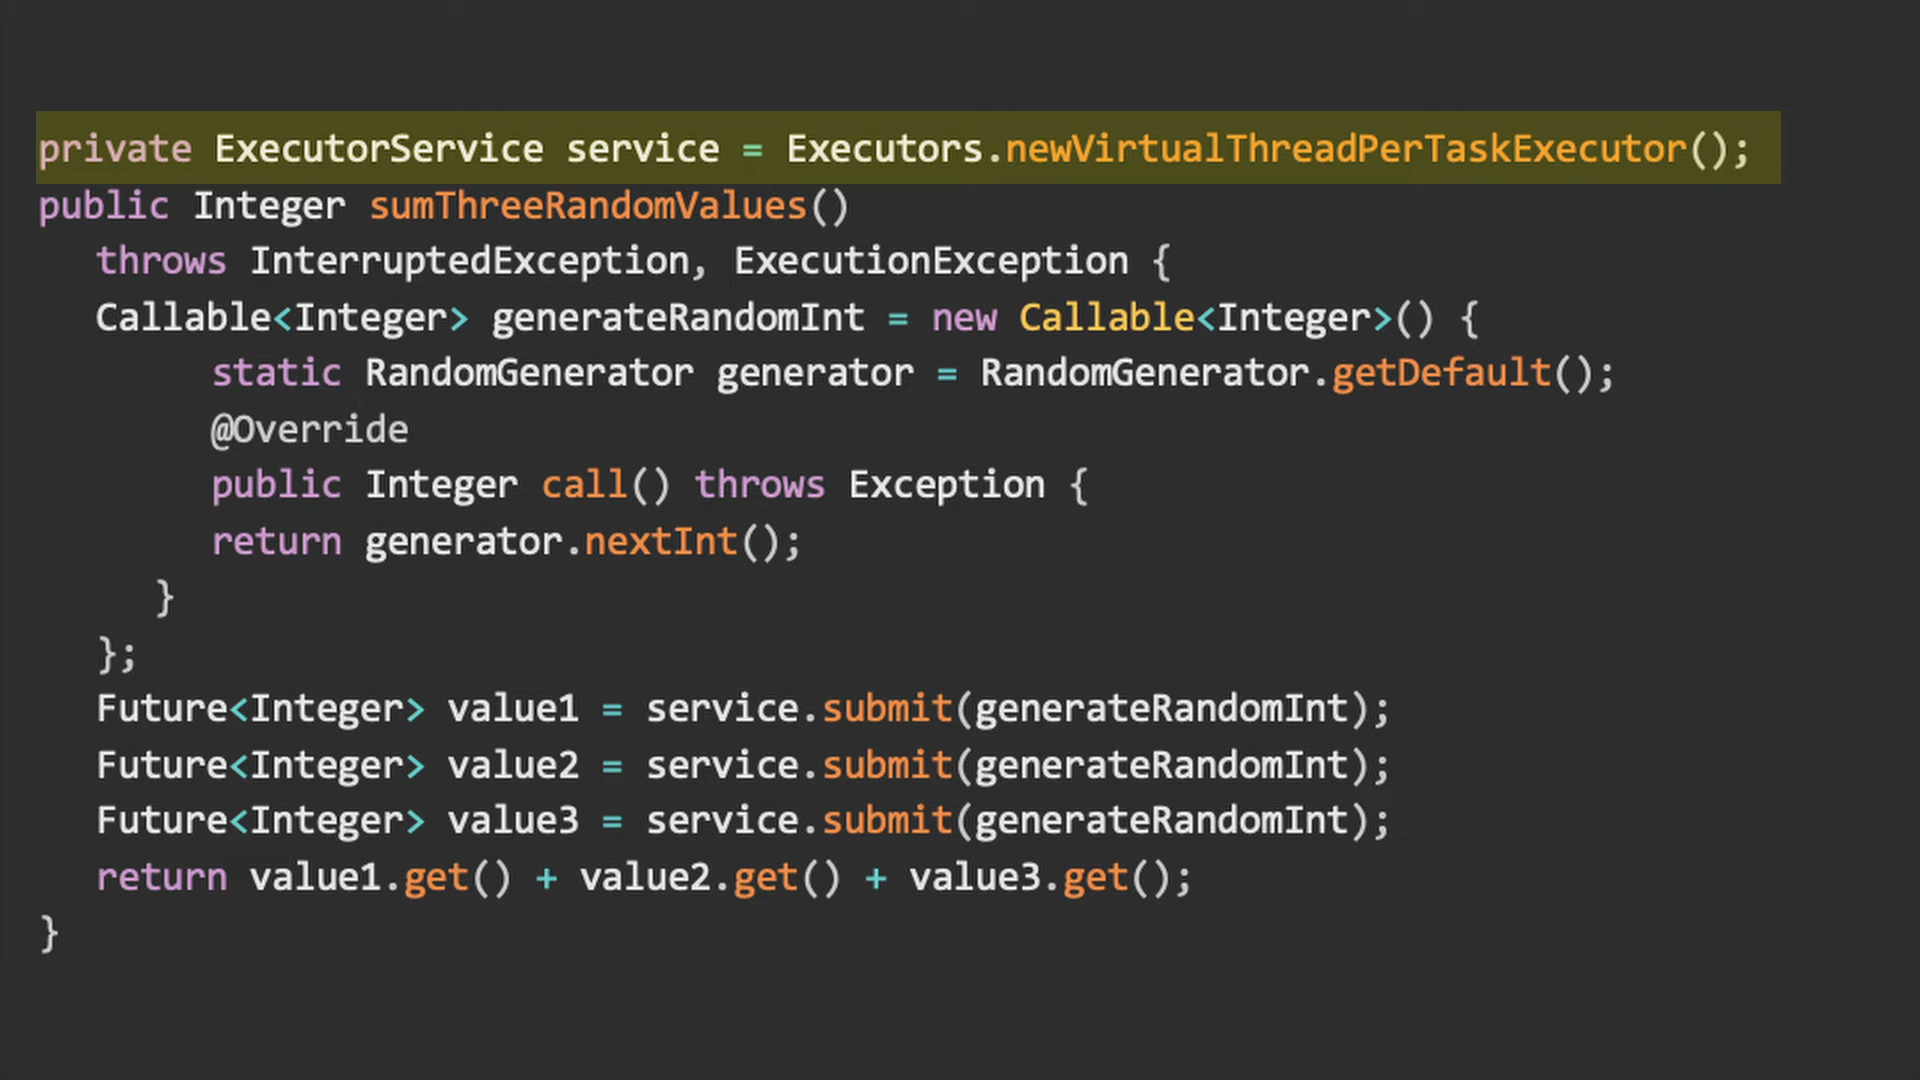 private ExecutorService service = Executors.newVirtualThreadPerTaskExecutor();
public Integer sumThreeRandomValues()
throws InterruptedException, ExecutionException {
Callable<Integer> generateRandomInt = new Callable<Integer>() {
static RandomGenerator generator = RandomGenerator.getDefault();
@Override
public Integer call() throws Exception {
return generator.nextInt();
}
};
Future<Integer> value1 = service.submit(generateRandomInt);
Future<Integer> value2 = service.submit(generateRandomInt);
Future<Integer> value3 = service.submit(generateRandomInt);
return value1.get() + value2.get() + value3.get();
}